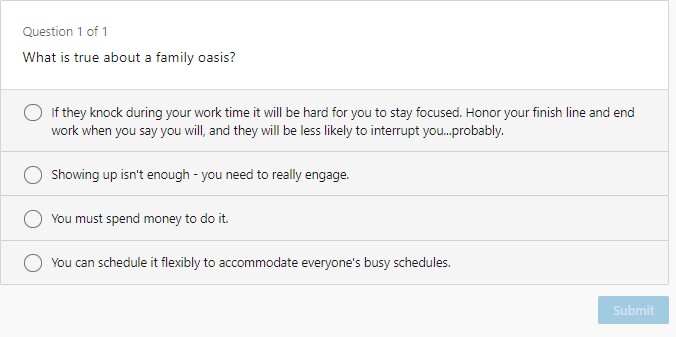 Question 1 of 1
What is true about a family oasis?
If they knock during your work time it will be hard for you to stay focused. Honor your finish line and end
work when you say you will, and they will be less likely to interrupt you...probably.
Showing up isn't enough - you need to really engage.
You must spend money to do it.
You can schedule it flexibly to accommodate everyone's busy schedules.
Submit